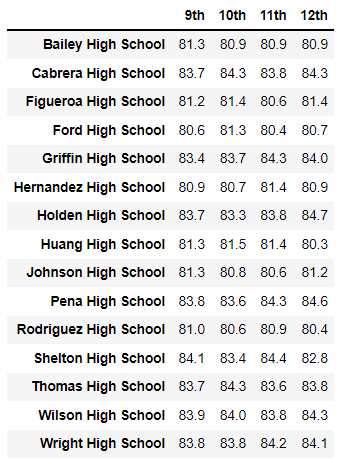 9th 10th 11th 12th
Bailey High School 81.3 80.9 80.9 80.9
Cabrera High School 83.7 84.3 83.8 84.3
Figueroa High School 81.2 81.4 80.6 81.4
Ford High School 80.6 81.3 80.4 80.7
Griffin High School 83.4 83.7 84.3 84.0
Hernandez High School 80.9 80.7 81.4 80.9
Holden High School 83.7 83.3 83.8 84.7
Huang High School 81.3 81.5 81.4 80.3
Johnson High School 81.3 80.8 80.6 81.2
Pena High School 83.8 83.6 84.3 84.6
Rodriguez High School 81.0 80.6 80.9 80.4
Shelton High School 84.1 83.4 84.4 82.8
Thomas High School 83.7 84.3 83.6 83.8
Wilson High School 83.9 84.0 83.8 84.3
Wright High School 83.8 83.8 84.2 84.1